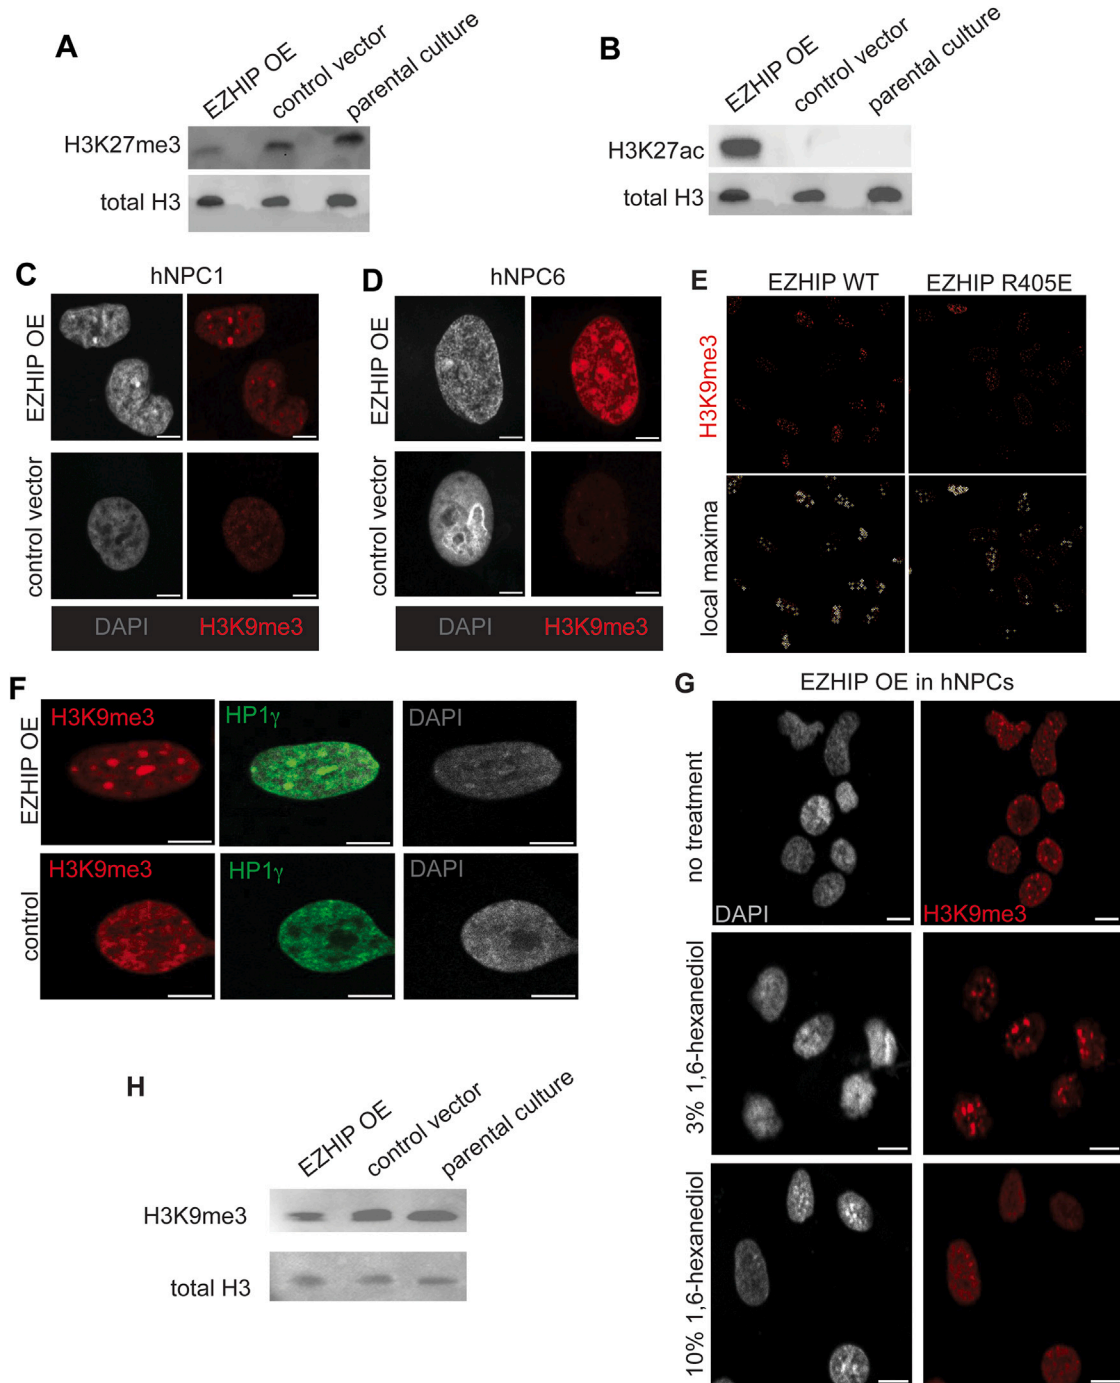 A
EZHIP OE
control vector
parental culture
H3K27me3
total H3
B
EZHIP OE
control vector
parental culture
H3K27ac
total H3
C
hNPC1
EZHIP OE
control vector
DAPI
H3K9me3
D
hNPC6
EZHIP OE
control vector
DAPI
H3K9me3
E
EZHIP WT
EZHIP R405E
H3K9me3
local maxima
F
EZHIP OE
H3K9me3
HP1γ
DAPI
control
H3K9me3
HP1γ
DAPI
G
EZHIP OE in hNPCs
no treatment
DAPI
H3K9me3
3% 1,6-hexanediol
10% 1,6-hexanediol
H
EZHIP OE
control vector
parental culture
H3K9me3
total H3